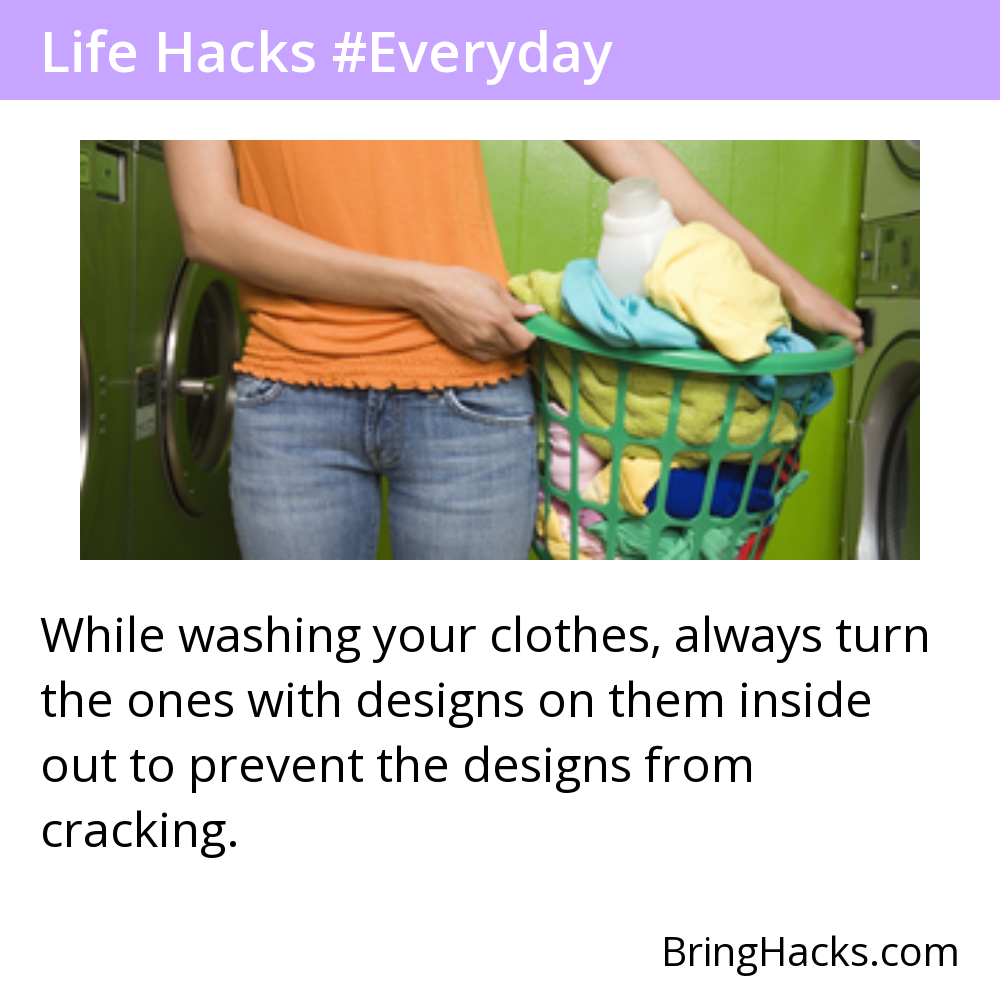 Life Hacks #Everyday
While washing your clothes, always turn
the ones with designs on them inside
out to prevent the designs from
cracking.
BringHacks.com